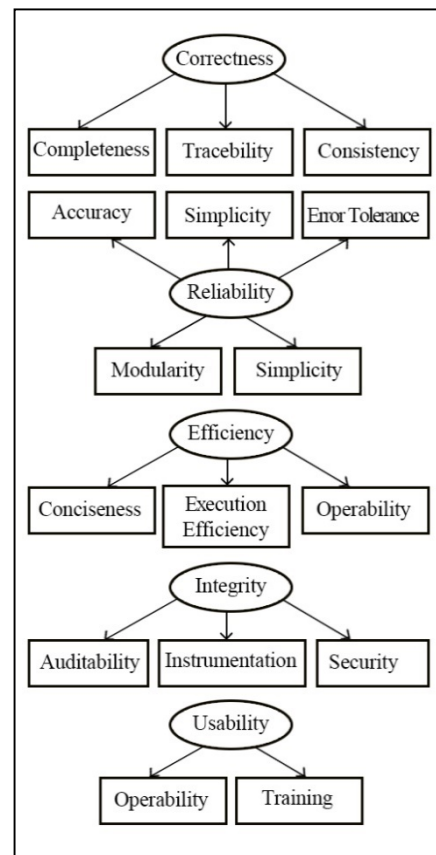 Correctness
Completeness
Tracebility
Consistency
Accuracy
Simplicity
Error Tolerance
Reliability
Modularity
Simplicity
Efficiency
Conciseness
Execution
Efficiency
Operability
Integrity
Auditability
Instrumentation
Security
Usability
Operability
Training